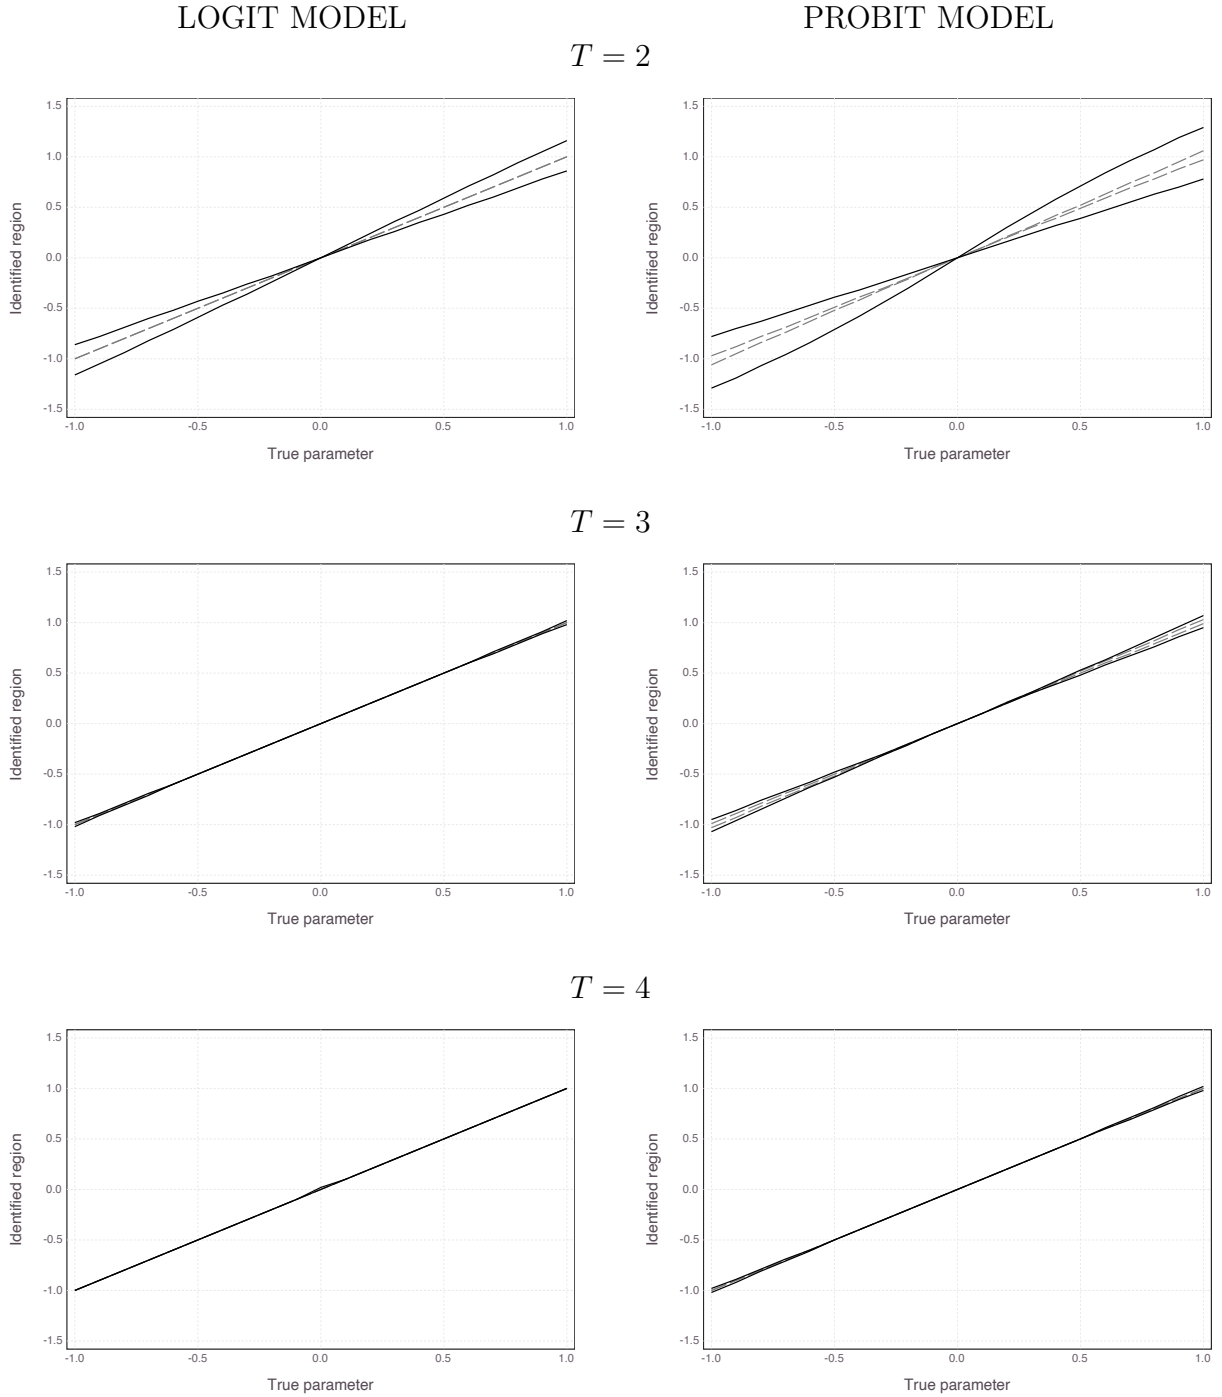 LOGIT MODEL PROBIT MODEL
T = 2
1.5 1.5
1.0 1.0
0.5 0.5
0.0 0.0
-0.5 -0.5
-1.0 -1.0
-1.5 -1.5
Identified region Identified region
-1.0 -0.5 0.0 0.5 1.0 -1.0 -0.5 0.0 0.5 1.0
True parameter True parameter
T = 3
1.5 1.5
1.0 1.0
0.5 0.5
0.0 0.0
-0.5 -0.5
-1.0 -1.0
-1.5 -1.5
Identified region Identified region
-1.0 -0.5 0.0 0.5 1.0 -1.0 -0.5 0.0 0.5 1.0
True parameter True parameter
T = 4
1.5 1.5
1.0 1.0
0.5 0.5
0.0 0.0
-0.5 -0.5
-1.0 -1.0
-1.5 -1.5
Identified region Identified region
-1.0 -0.5 0.0 0.5 1.0 -1.0 -0.5 0.0 0.5 1.0
True parameter True parameter